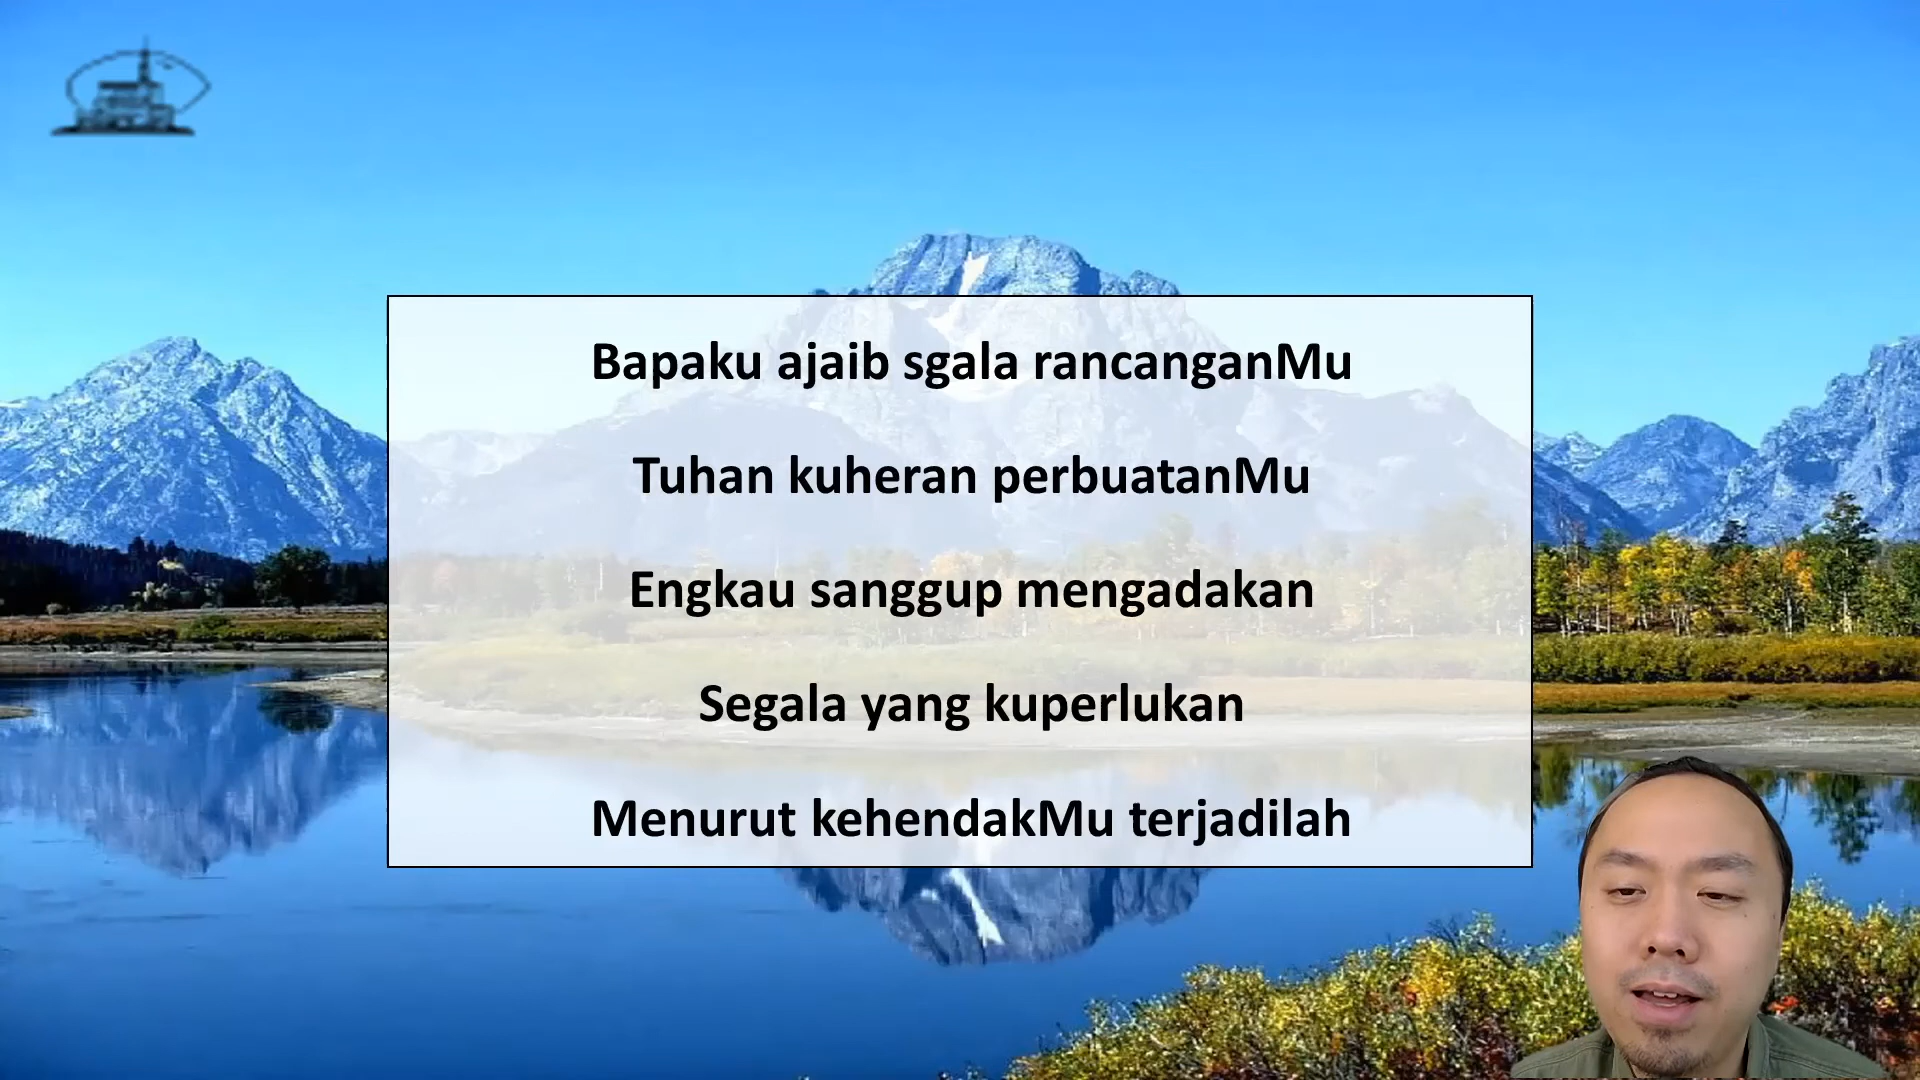 Bapaku ajaib sgala rancanganMu
Tuhan kuheran perbuatanMu
Engkau sanggup mengadakan
Segala yang kuperlukan
Menurut kehendakMu terjadilah